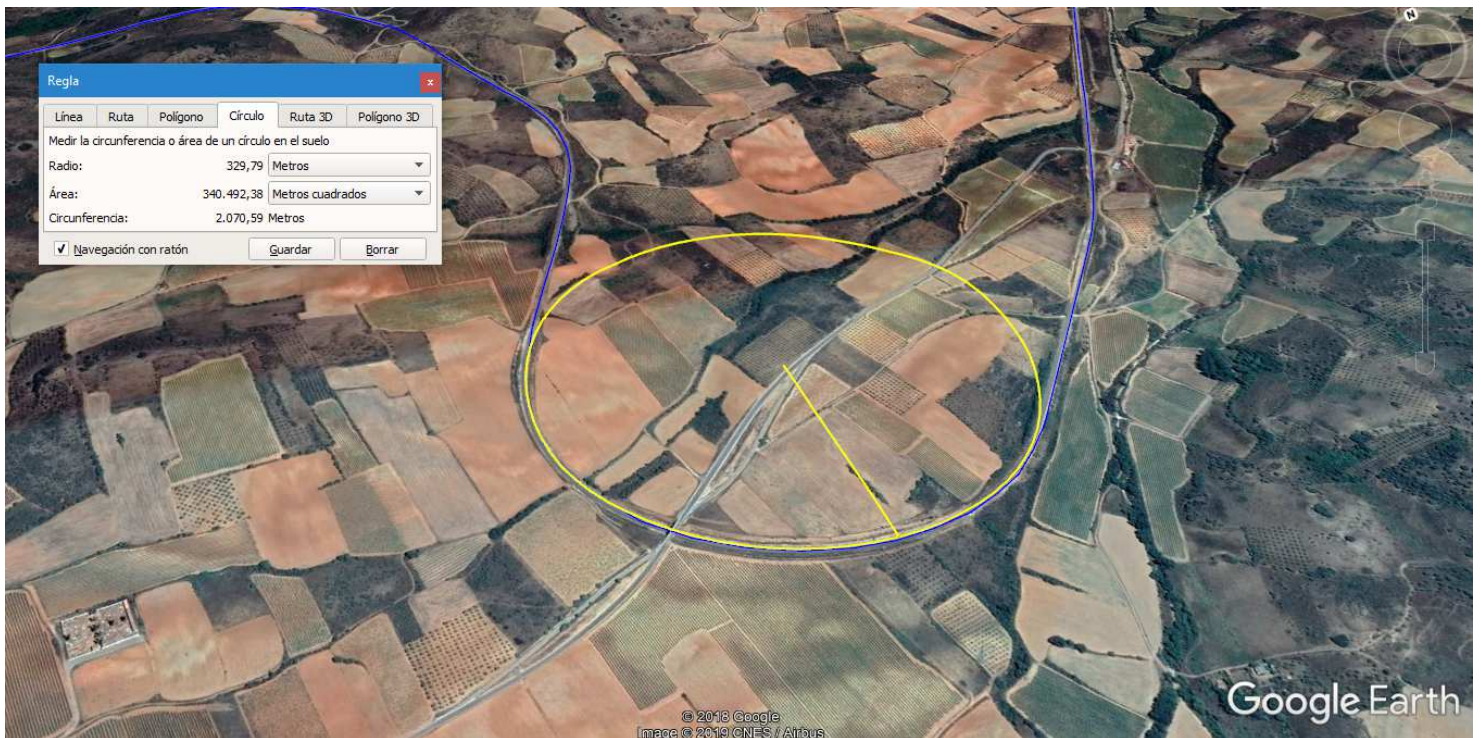 N
Regla
x
Línea Ruta Polígono Círculo Ruta 3D Polígono 3D
Medir la circunferencia o área de un círculo en el suelo
Radio: 329,79 Metros
Área: 340.492,38 Metros cuadrados
Circunferencia: 2.070,59 Metros
Navegación con ratón Guardar Borrar
Google Earth
© 2018 Google
Image © 2019 CNES / Airbus